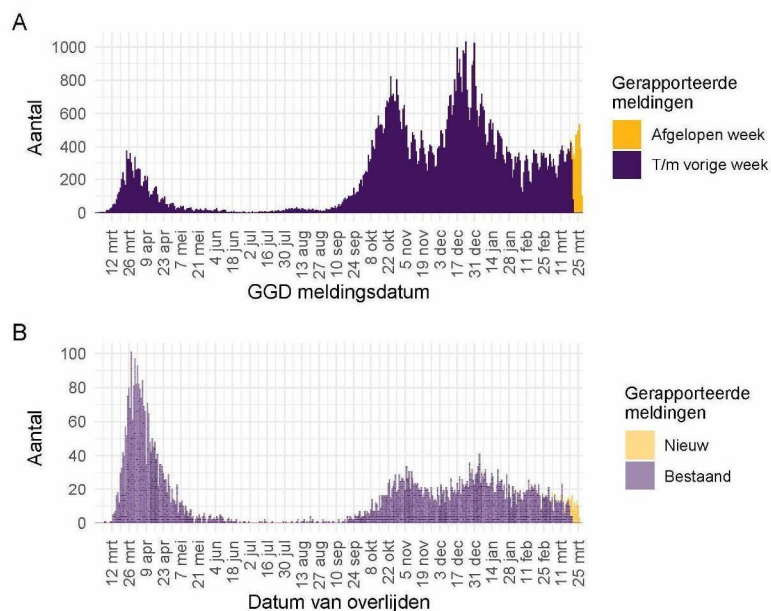 A
1000
800
600
400
200
0
Aantal
12 mrt
26 mrt
9 apr
23 apr
7 mei
21 mei
4 jun
18 jun
2 jul
16 jul
30 jul
13 aug
27 aug
10 sep
24 sep
8 okt
22 okt
5 nov
19 nov
3 dec
17 dec
31 dec
14 jan
28 jan
11 feb
25 feb
11 mrt
25 mrt
GGD meldingsdatum
Gerapporteerde
meldingen
Afgelopen week
T/m vorige week
B
100
80
60
40
20
0
Aantal
12 mrt
26 mrt
9 apr
23 apr
7 mei
21 mei
4 jun
18 jun
2 jul
16 jul
30 jul
13 aug
27 aug
10 sep
24 sep
8 okt
22 okt
5 nov
19 nov
3 dec
17 dec
31 dec
14 jan
28 jan
11 feb
25 feb
11 mrt
25 mrt
Datum van overlijden
Gerapporteerde
meldingen
Nieuw
Bestaand